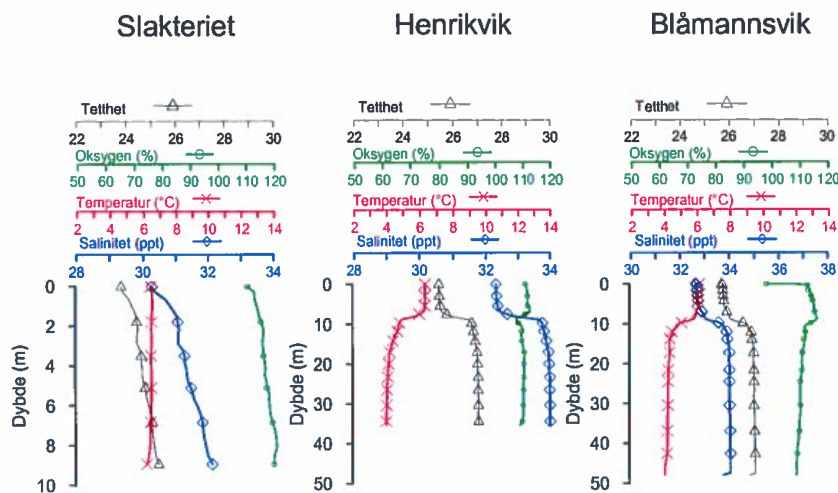 Slakteriet Henrikvik Blåmannsvik
Tetthet Tetthet Tetthet
22 24 26 28 30 22 24 26 28 30 22 24 26 28 30
Oksygen (%) Oksygen (%) Oksygen (%)
50 60 70 80 90 100 120 50 60 70 80 90 100 120 50 60 70 80 90 100 120
Temperatur (°C) Temperatur (°C) Temperatur (°C)
2 4 6 8 10 12 14 2 4 6 8 10 14 2 4 6 8 10 14
Salinitet (ppt) Salinitet (ppt) Salinitet (ppt)
28 30 32 34 28 30 32 34 30 32 34 36 38
0 0 0
2 10 10
4 20 20
Dybde (m) Dybde (m) Dybde (m)
6 30 30
8 40 40
10 50 50